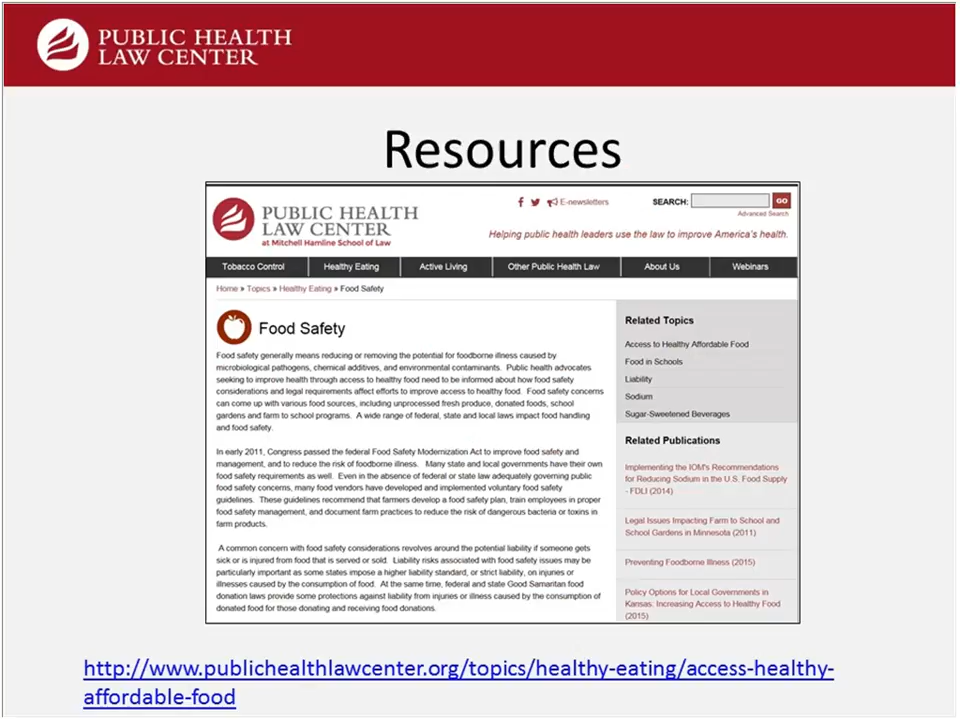 PUBLIC HEALTH
LAW CENTER
Resources
PUBLIC HEALTH
LAW CENTER
at Mitchell Hamline School of Law
E-newsletters
SEARCH:
GO
Advanced Search
Helping public health leaders use the law to improve America's health.
Tobacco Control
Healthy Eating
Active Living
Other Public Health Law
About Us
Webinars
Home » Topics » Healthy Eating » Food Safety
Food Safety
Food safety generally means reducing or removing the potential for foodborne illness caused by
microbiological pathogens, chemical additives, and environmental contaminants. Public health advocates
seeking to improve health through access to healthy food need to be informed about how food safety
considerations and legal requirements affect efforts to improve access to healthy food. Food safety concerns
can come up with various food sources, including unprocessed fresh produce, donated foods, school
gardens and farm to school programs. A wide range of federal, state and local laws impact food handling
and food safety.
In early 2011, Congress passed the federal Food Safety Modernization Act to improve food safety and
management, and to reduce the risk of foodborne illness. Many state and local governments have their own
food safety requirements as well. Even in the absence of federal or state law adequately governing public
food safety concerns, many food vendors have developed and implemented voluntary food safety
guidelines. These guidelines recommend that farmers develop a food safety plan, train employees in proper
food safety management, and document farm practices to reduce the risk of dangerous bacteria or toxins in
farm products.
A common concern with food safety considerations revolves around the potential liability if someone gets
sick or is injured from food that is served or sold. Liability risks associated with food safety issues may be
particularly important as some states impose a higher liability standard, or strict liability, on injuries or
illnesses caused by the consumption of food. At the same time, federal and state Good Samaritan food
donation laws provide some protections against liability from injuries or illness caused by the consumption of
donated food for those donating and receiving food donations.
Related Topics
Access to Healthy Affordable Food
Food in Schools
Liability
Sodium
Sugar-Sweetened Beverages
Related Publications
Implementing the IOM's Recommendations
for Reducing Sodium in the U.S. Food Supply
- FDLI (2014)
Legal Issues Impacting Farm to School and
School Gardens in Minnesota (2011)
Preventing Foodborne Illness (2015)
Policy Options for Local Governments in
Kansas: Increasing Access to Healthy Food
(2015)
http://www.publichealthlawcenter.org/topics/healthy-eating/access-healthy-
affordable-food